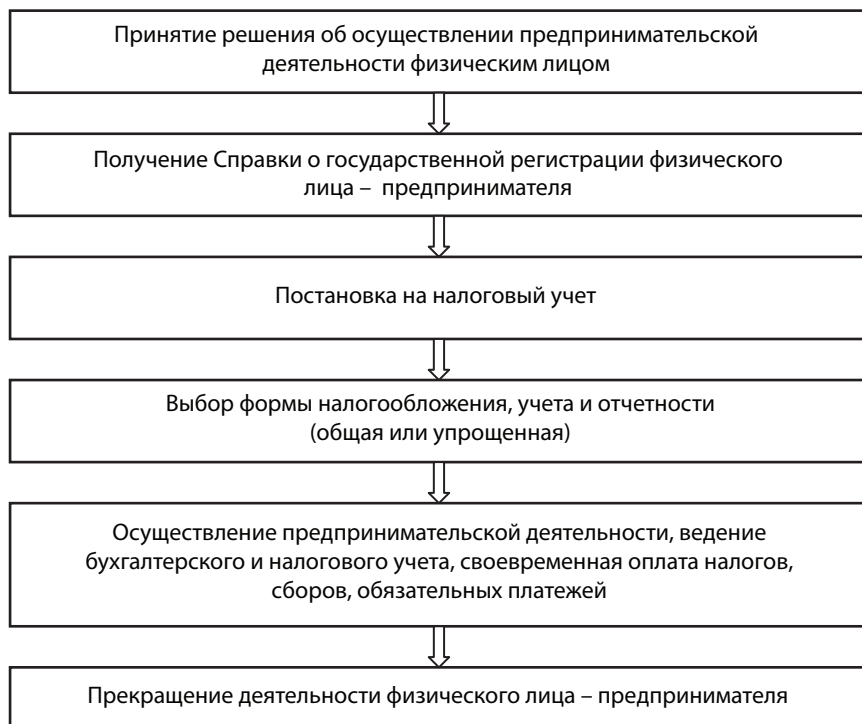 Принятие решения об осуществлении предпринимательской
деятельности физическим лицом
Получение Справки о государственной регистрации физического
лица – предпринимателя
Постановка на налоговый учет
Выбор формы налогообложения, учета и отчетности
(общая или упрощенная)
Осуществление предпринимательской деятельности, ведение
бухгалтерского и налогового учета, своевременная оплата налогов,
сборов, обязательных платежей
Прекращение деятельности физического лица – предпринимателя